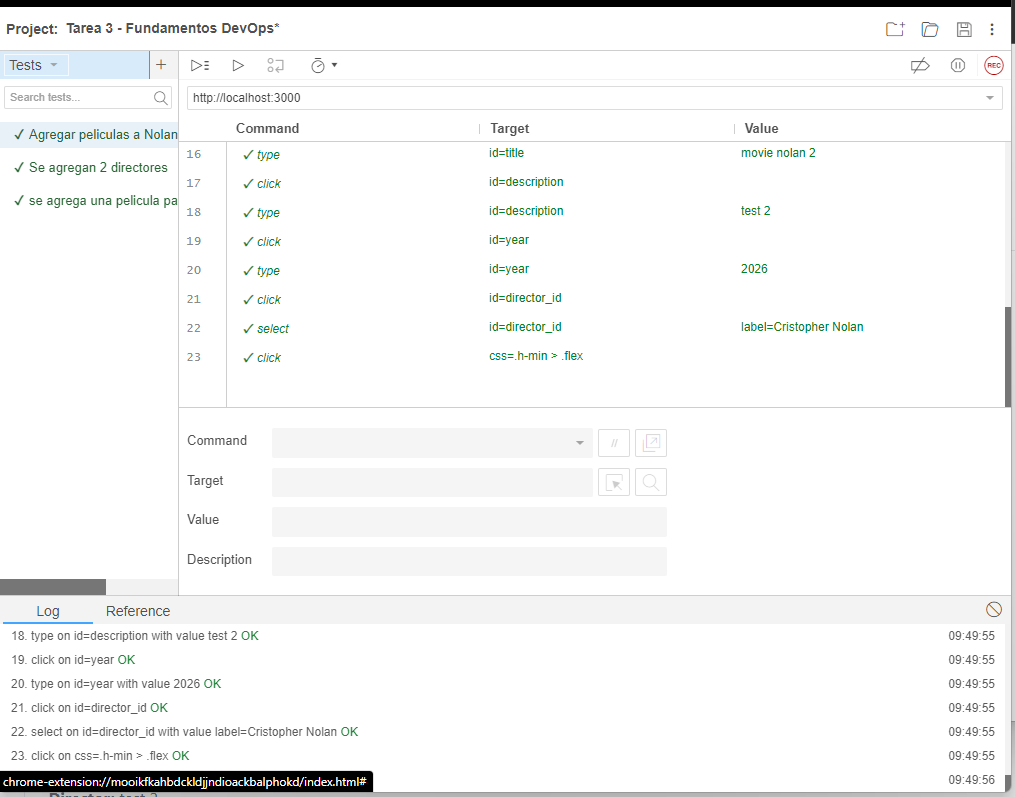 Project: Tarea 3 - Fundamentos DevOps*
Tests
+
REC
Search tests...
http://localhost:3000
Command Target Value
✓ Agregar peliculas a Nolan
✓ Se agregan 2 directores
✓ se agrega una pelicula pa
16 ✓ type id=title movie nolan 2
17 ✓ click id=description
18 ✓ type id=description test 2
19 ✓ click id=year
20 ✓ type id=year 2026
21 ✓ click id=director_id
22 ✓ select id=director_id label=Cristopher Nolan
23 ✓ click css=.h-min > .flex
Command
//
Target
Value
Description
Log Reference
18. type on id=description with value test 2 OK 09:49:55
19. click on id=year OK 09:49:55
20. type on id=year with value 2026 OK 09:49:55
21. click on id=director_id OK 09:49:55
22. select on id=director_id with value label=Cristopher Nolan OK 09:49:55
23. click on css=.h-min > .flex OK 09:49:55
chrome-extension://mooikfkahbdckldjjndioackbalphokd/index.html# 09:49:56